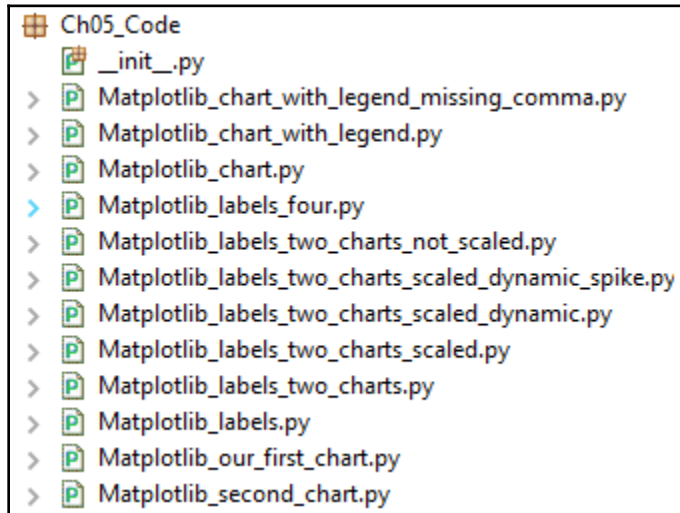 Ch05_Code
__init__.py
Matplotlib_chart_with_legend_missing_comma.py
Matplotlib_chart_with_legend.py
Matplotlib_chart.py
Matplotlib_labels_four.py
Matplotlib_labels_two_charts_not_scaled.py
Matplotlib_labels_two_charts_scaled_dynamic_spike.py
Matplotlib_labels_two_charts_scaled_dynamic.py
Matplotlib_labels_two_charts_scaled.py
Matplotlib_labels_two_charts.py
Matplotlib_labels.py
Matplotlib_our_first_chart.py
Matplotlib_second_chart.py